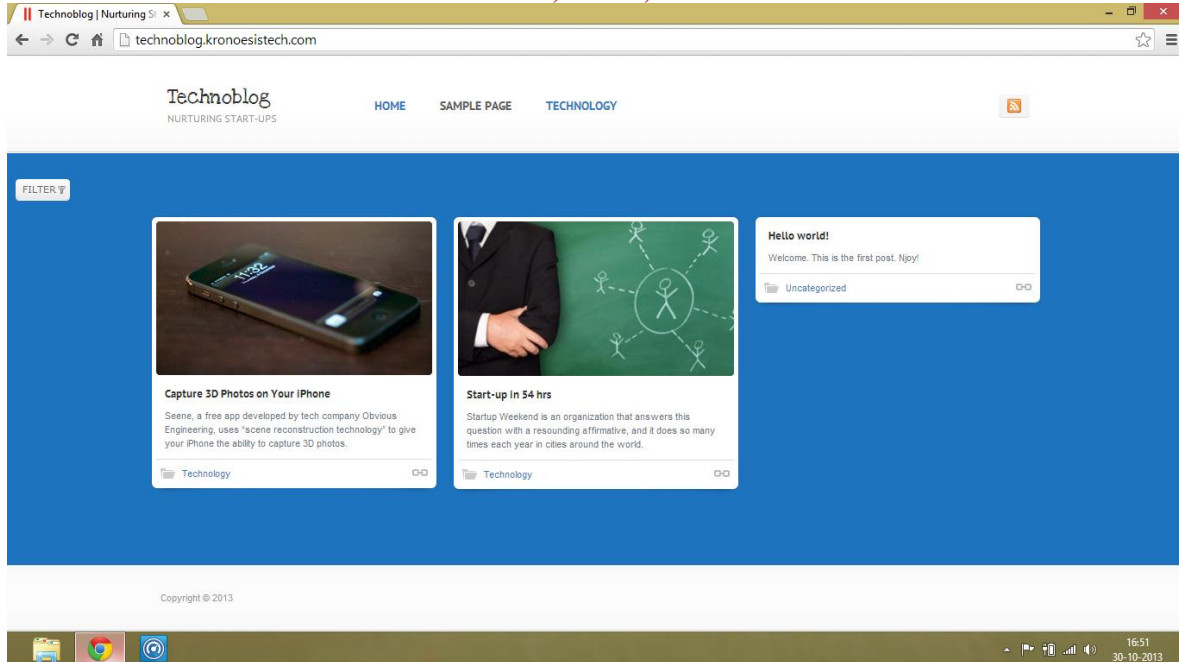 Technoblog | Nurturing St
technoblog.kronoesistech.com
Technoblog
NURTURING START-UPS
HOME SAMPLE PAGE TECHNOLOGY
FILTER
11:32
Capture 3D Photos on Your iPhone
Seene, a free app developed by tech company Obvious
Engineering, uses "scene reconstruction technology" to give
your iPhone the ability to capture 3D photos.
Technology
Start-up in 54 hrs
Startup Weekend is an organization that answers this
question with a resounding affirmative, and it does so many
times each year in cities around the world.
Technology
Hello world!
Welcome. This is the first post. Njoy!
Uncategorized
Copyright © 2013
16:51
30-10-2013